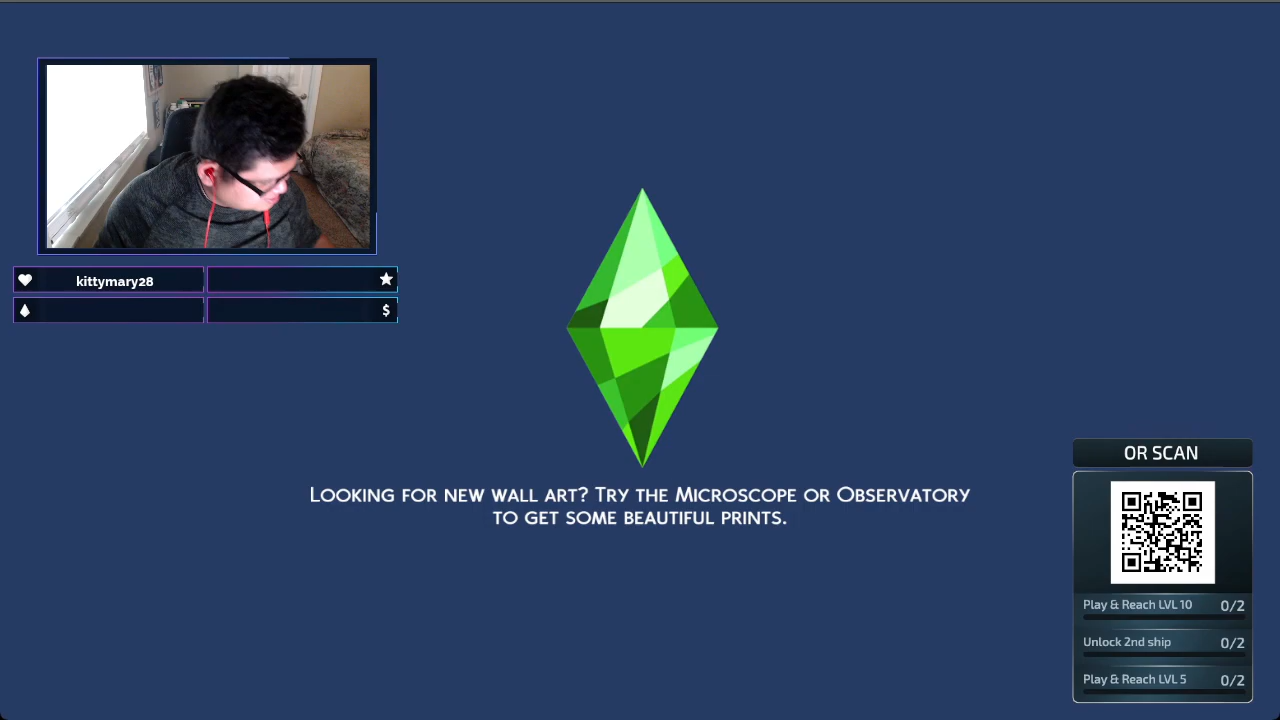 kittymary28
$
LOOKING FOR NEW WALL ART? TRY THE MICROSCOPE OR OBSERVATORY
TO GET SOME BEAUTIFUL PRINTS.
OR SCAN
Play & Reach LVL 10 0/2
Unlock 2nd ship 0/2
Play & Reach LVL 5 0/2